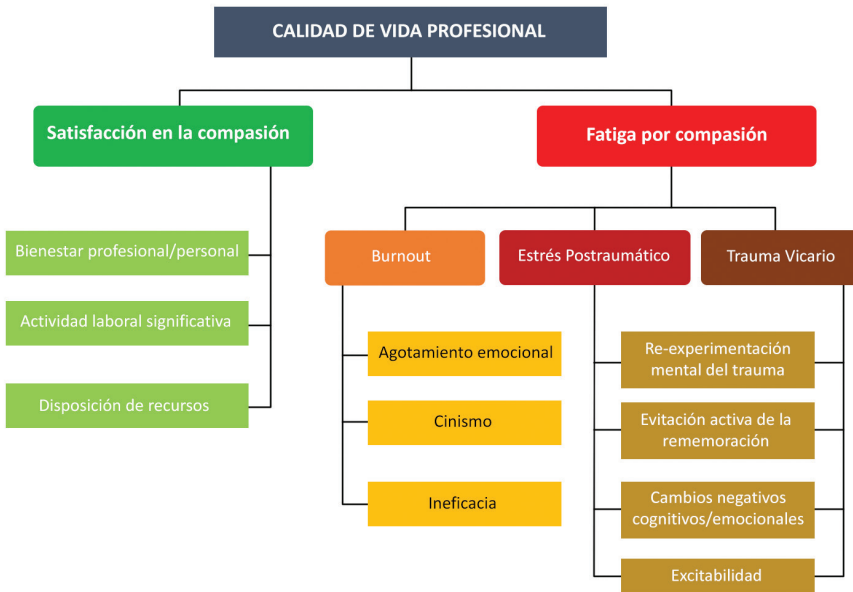 CALIDAD DE VIDA PROFESIONAL
Satisfacción en la compasión
Fatiga por compasión
Bienestar profesional/personal
Actividad laboral significativa
Disposición de recursos
Burnout
Estrés Postraumático
Trauma Vicario
Agotamiento emocional
Cinismo
Ineficacia
Re-experimentación
mental del trauma
Evitación activa de la
rememoración
Cambios negativos
cognitivos/emocionales
Excitabilidad